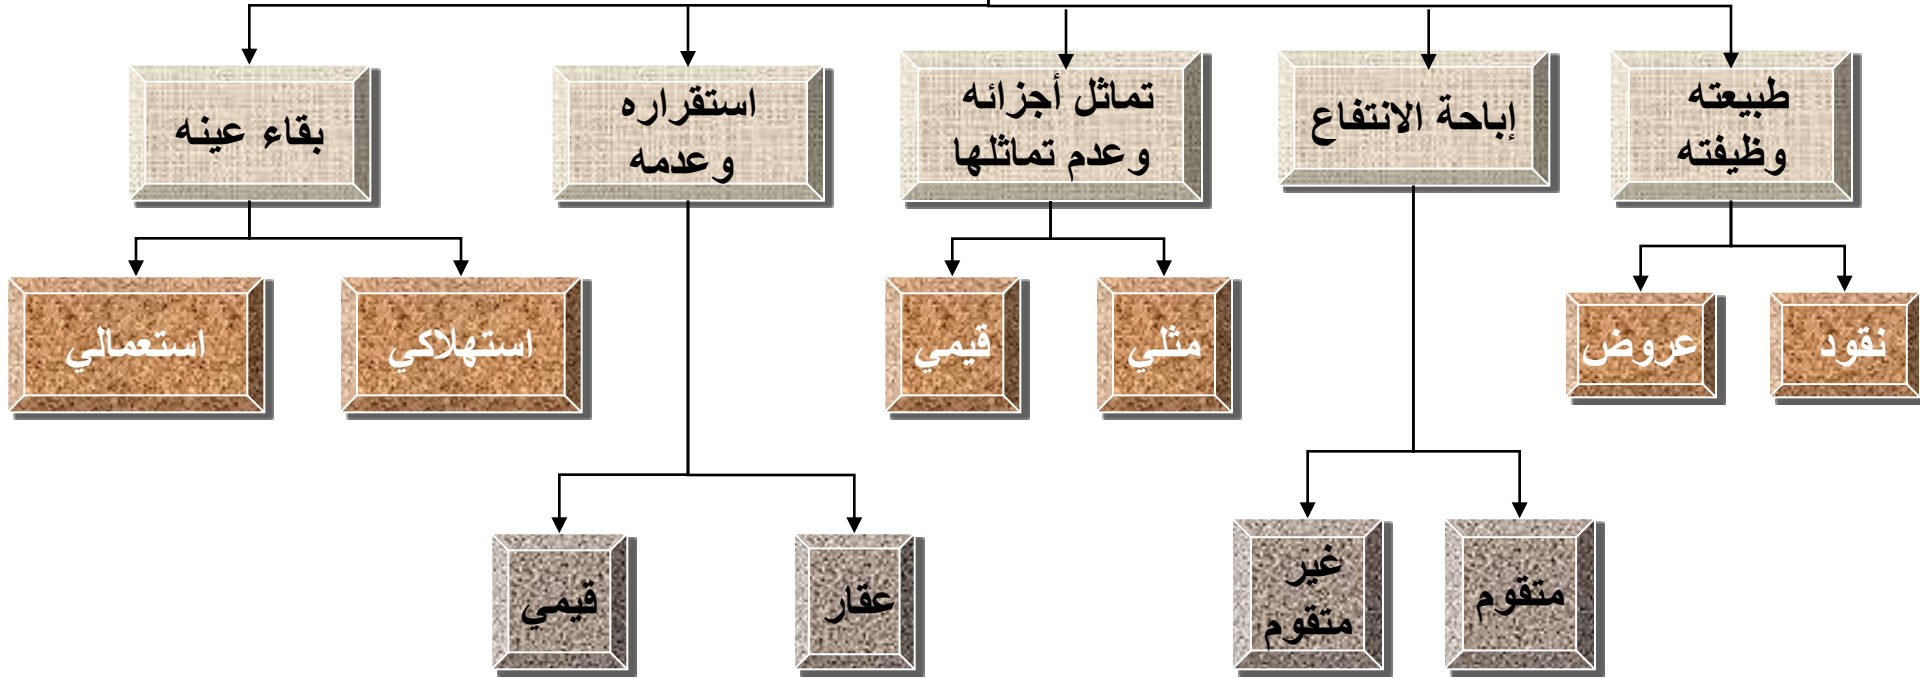 طبيعته
وظيفته
إباحة الانتفاع
تماثل أجزائه
وعدم تماثلها
استقراره
وعدمه
بقاء عينه
نقود
عروض
مثلي
قيمي
استهلاكي
استعمالي
متقوم
غير
متقوم
عقار
قيمي